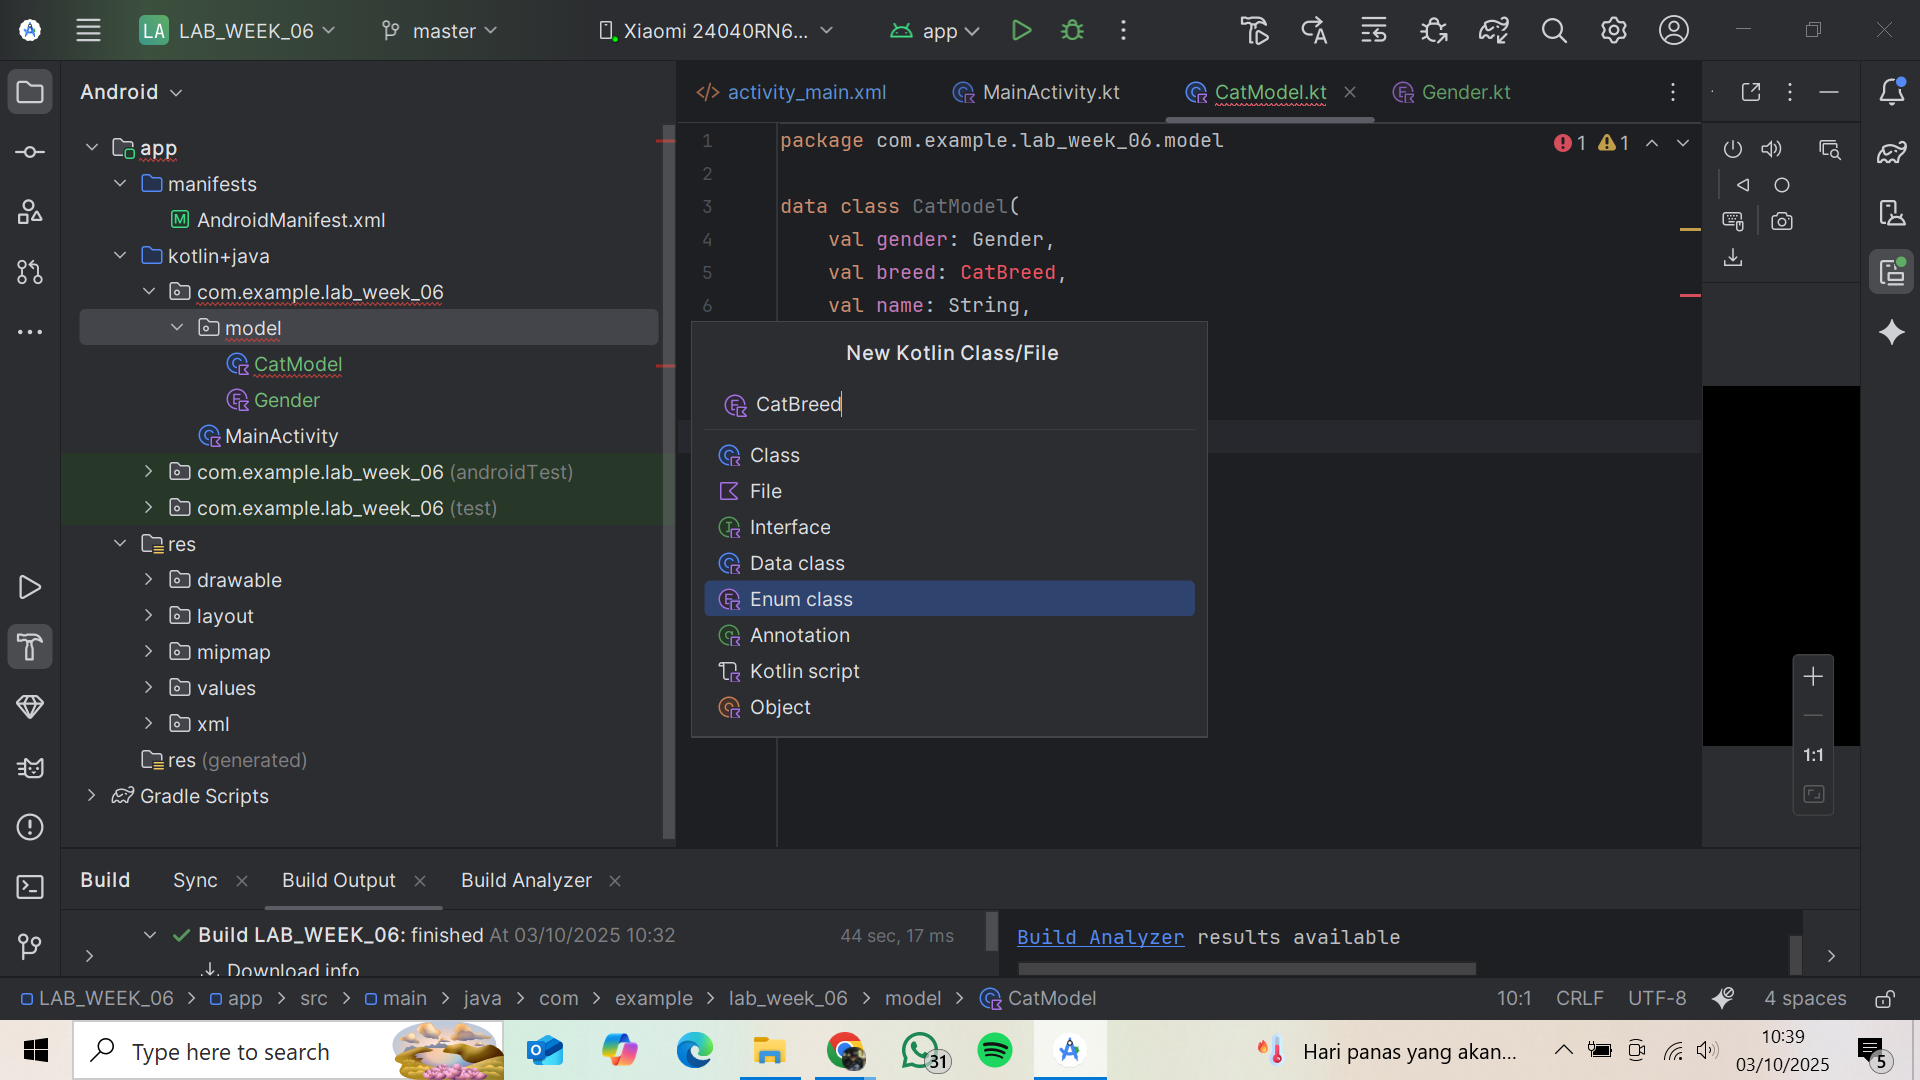 LA LAB_WEEK_06 master Xiaomi 24040RN6... app
Android
activity_main.xml MainActivity.kt CatModel.kt Gender.kt
app
manifests
AndroidManifest.xml
kotlin+java
com.example.lab_week_06
model
CatModel
Gender
MainActivity
com.example.lab_week_06 (androidTest)
com.example.lab_week_06 (test)
res
drawable
layout
mipmap
values
xml
res (generated)
Gradle Scripts
1 package com.example.lab_week_06.model 1 1
2
3 data class CatModel(
4 val gender: Gender,
5 val breed: CatBreed,
6 val name: String,
New Kotlin Class/File
CatBreed
Class
File
Interface
Data class
Enum class
Annotation
Kotlin script
Object
1:1
Build Sync Build Output Build Analyzer
Build LAB_WEEK_06: finished At 03/10/2025 10:32 44 sec, 17 ms
Download info
Build Analyzer results available
LAB_WEEK_06 > app > src > main > java > com > example > lab_week_06 > model > CatModel 10:1 CRLF UTF-8 4 spaces
Type here to search
31
Hari panas yang akan...
10:39
03/10/2025
5